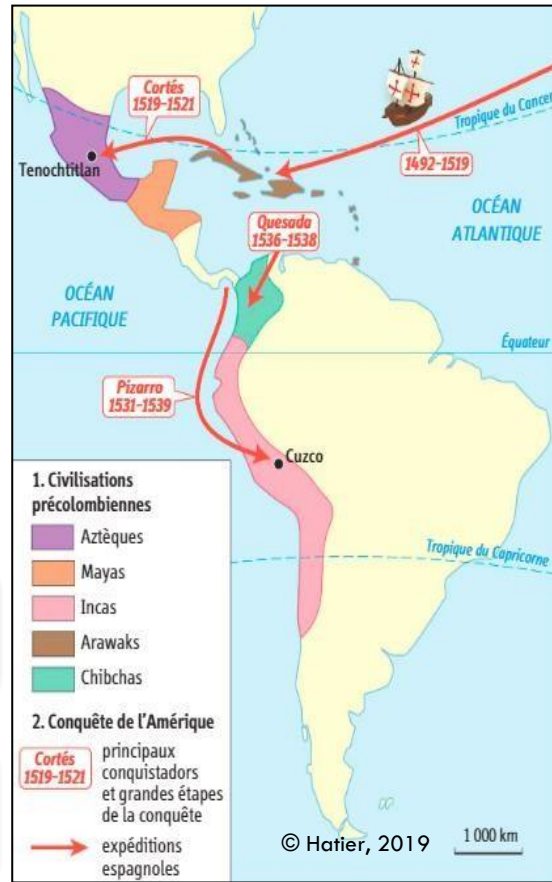 Cortés
1519-1521
Tropique du Cancer
1492-1519
Tenochtitlan
OCÉAN
ATLANTIQUE
Quesada
1536-1538
OCÉAN
PACIFIQUE
Équateur
Pizarro
1531-1539
Cuzco
Tropique du Capricorne
1. Civilisations
précolombiennes
Aztèques
Mayas
Incas
Arawaks
Chibchas
2. Conquête de l'Amérique
Cortés
1519-1521
principaux
conquistadors
et grandes étapes
de la conquête
expéditions
espagnoles
© Hatier, 2019
1 000 km